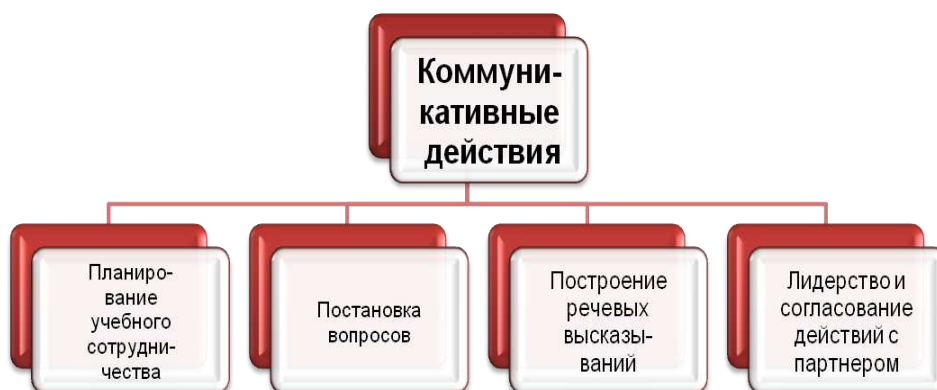 Коммуни-
кативные
действия
Планиро-
вание
учебного
сотрудни-
чества
Постановка
вопросов
Построение
речевых
высказы-
ваний
Лидерство и
согласование
действий с
партнером